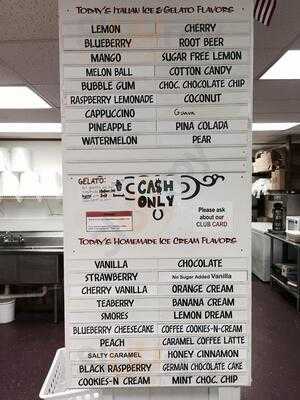 Today's Italian Ice & Gelato Flavors
LEMON CHERRY
BLUEBERRY ROOT BEER
MANGO SUGAR FREE LEMON
MELON BALL COTTON CANDY
BUBBLE GUM CHOC. CHOCOLATE CHIP
RASPBERRY LEMONADE COCONUT
CAPPUCCINO Guava
PINEAPPLE PINA COLADA
WATERMELON PEAR
GELATO:
CASH ONLY
Please ask
about our
CLUB CARD
Today's Homemade Ice Cream Flavors
VANILLA CHOCOLATE
STRAWBERRY No Sugar Added Vanilla
CHERRY VANILLA ORANGE CREAM
TEABERRY BANANA CREAM
SMORES LEMON DREAM
BLUEBERRY CHEESECAKE COFFEE COOKIES-N-CREAM
PEACH CARAMEL COFFEE LATTE
SALTY CARAMEL HONEY CINNAMON
BLACK RASPBERRY GERMAN CHOCOLATE CAKE
COOKIES-N CREAM MINT CHOC. CHIP